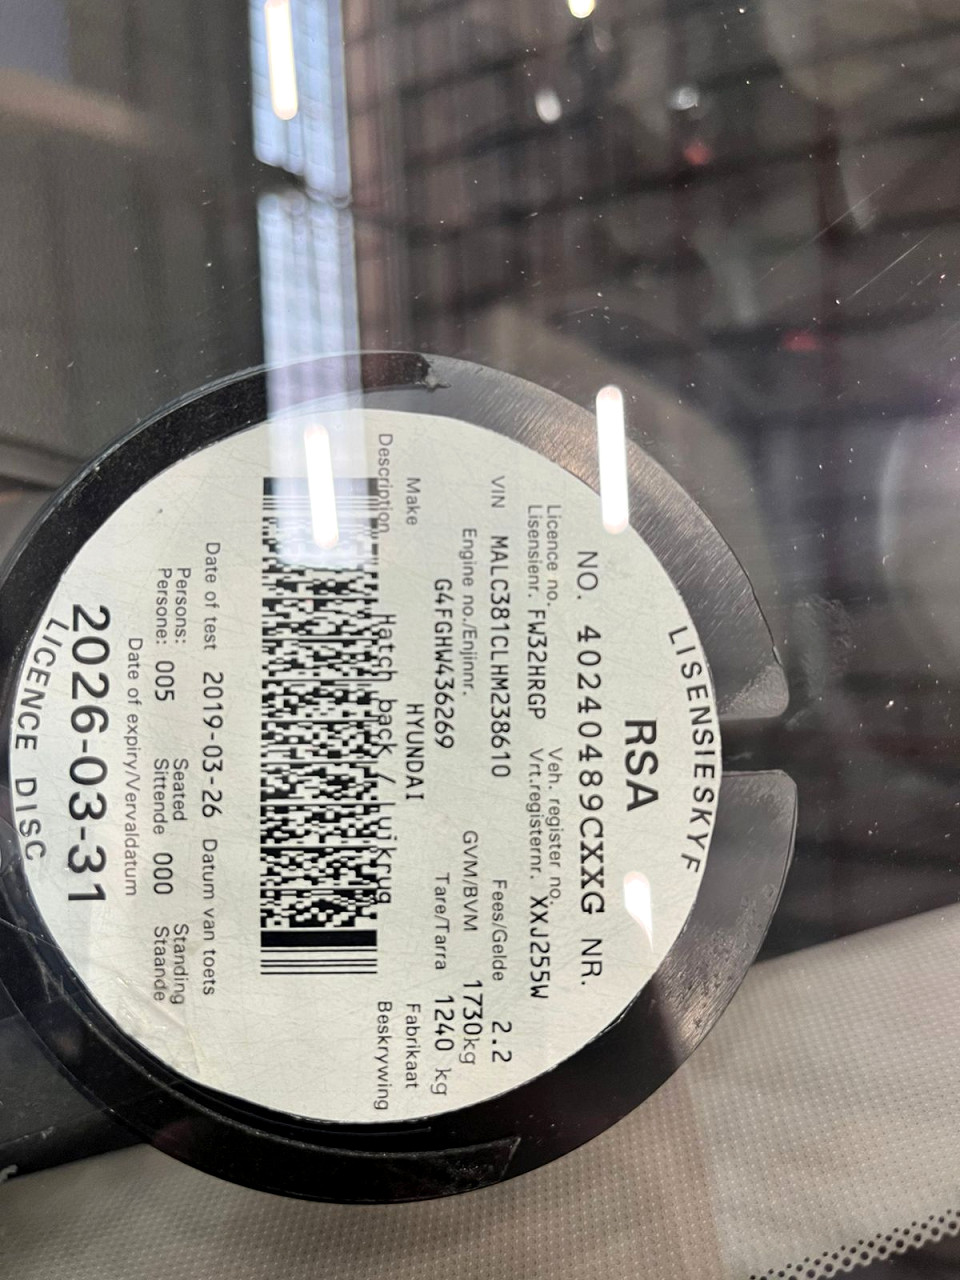 LISENSIESKYF
RSA
NO. 40240489CXXG NR.
Licence no. Veh. register no.
Lisensienr. FW32HRGP Vrt.registernr. XXJ255W
VIN MALC381CLHM238610 Fees/Gelde 2.2
Engine no./Enjinnr. GVM/BVM 1730kg
G4FGHW436269 Tare/Tarra 1240 kg
Make HYUNDAI Fabrikaat
Description Hatch back / Luikrug Beskrywing
Date of test 2019-03-26 Datum van toets
Persons: Seated Standing
Persone: 005 Sittende 000 Staande
Date of expiry/Vervaldatum
2026-03-31
LICENCE DISC